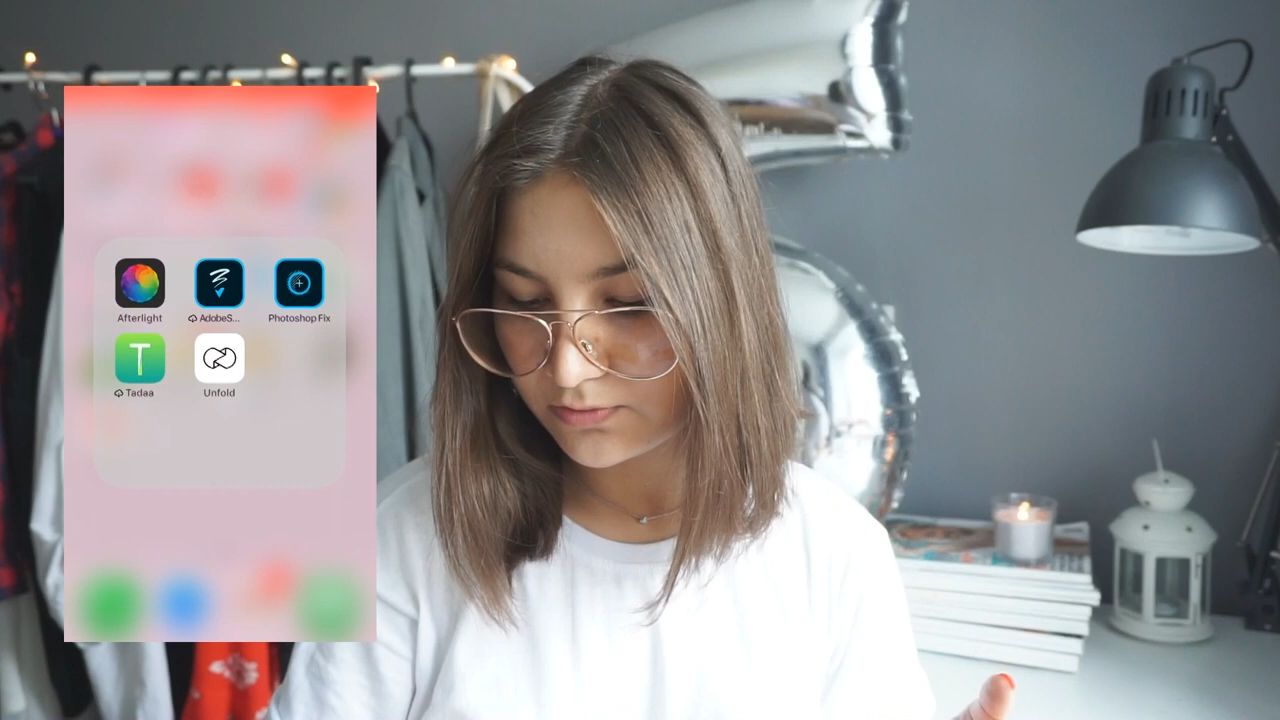 Afterlight
AdobeS...
Photoshop Fix
T
Tadaa
Unfold